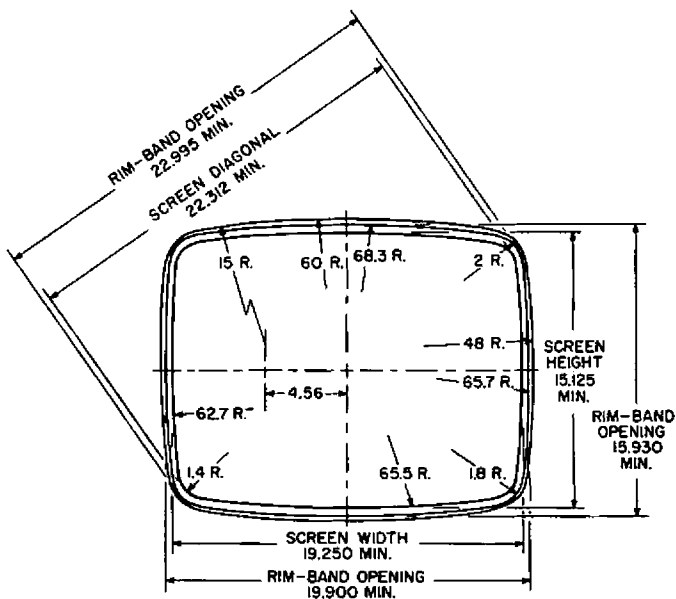 RIM-BAND OPENING
22.995 MIN.
SCREEN DIAGONAL
22.312 MIN.
15 R.
60 R.
68.3 R.
2 R.
48 R.
SCREEN
HEIGHT
15.125
MIN.
65.7 R.
4.56
62.7 R.
RIM-BAND
OPENING
15.930
MIN.
1.4 R.
65.5 R.
1.8 R.
SCREEN WIDTH
19.250 MIN.
RIM-BAND OPENING
19.900 MIN.